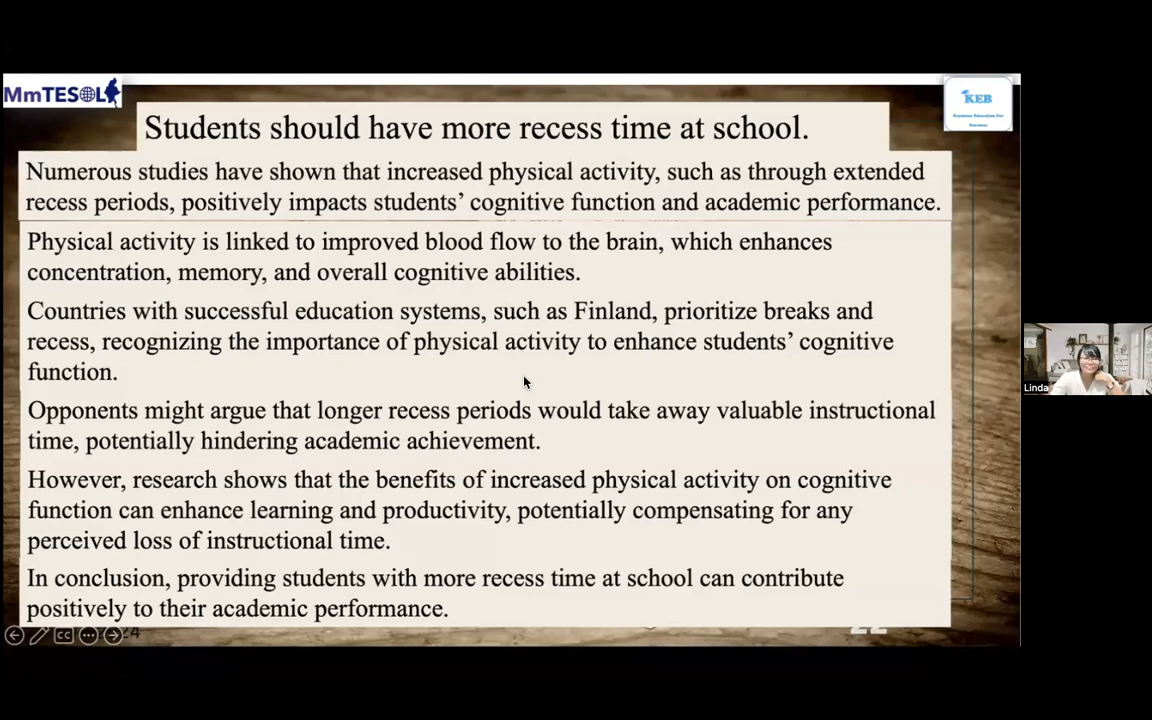 MmTESOL
KEB
Students should have more recess time at school.
Numerous studies have shown that increased physical activity, such as through extended
recess periods, positively impacts students’ cognitive function and academic performance.
Physical activity is linked to improved blood flow to the brain, which enhances
concentration, memory, and overall cognitive abilities.
Countries with successful education systems, such as Finland, prioritize breaks and
recess, recognizing the importance of physical activity to enhance students’ cognitive
function.
Opponents might argue that longer recess periods would take away valuable instructional
time, potentially hindering academic achievement.
However, research shows that the benefits of increased physical activity on cognitive
function can enhance learning and productivity, potentially compensating for any
perceived loss of instructional time.
In conclusion, providing students with more recess time at school can contribute
positively to their academic performance.
Linda
CC